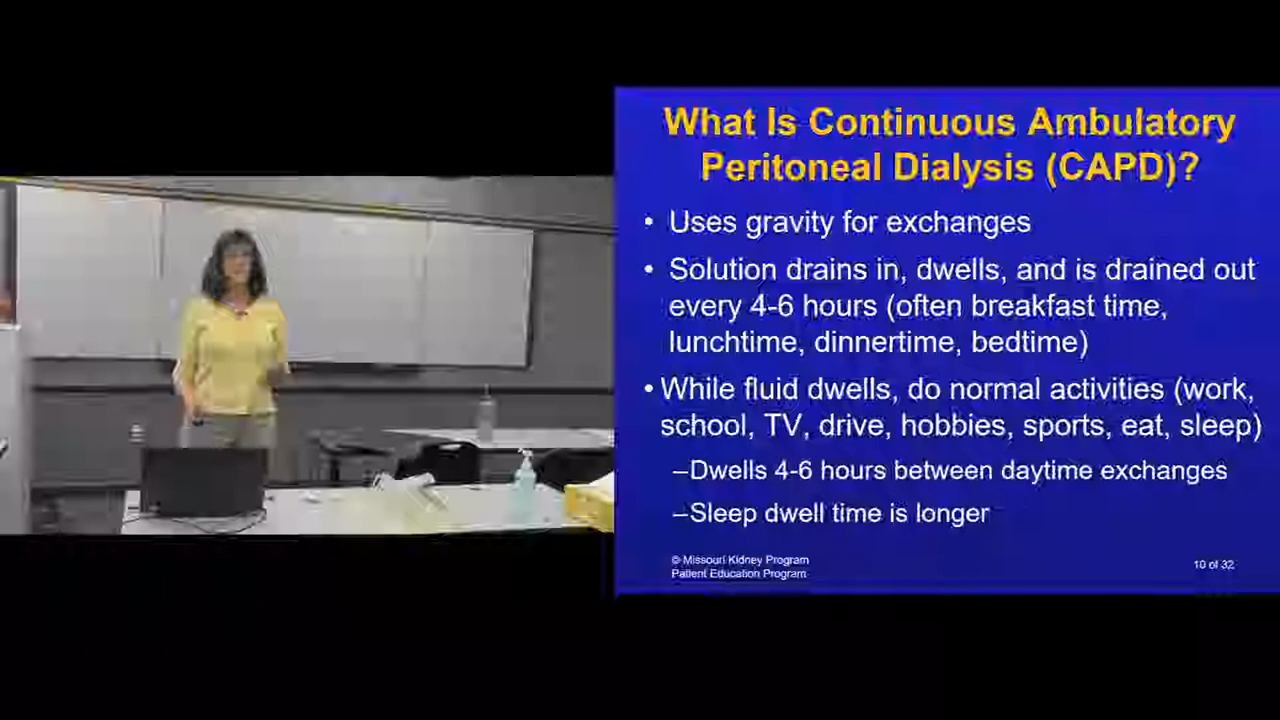 What Is Continuous Ambulatory
Peritoneal Dialysis (CAPD)?
• Uses gravity for exchanges
• Solution drains in, dwells, and is drained out
every 4-6 hours (often breakfast time,
lunchtime, dinnertime, bedtime)
• While fluid dwells, do normal activities (work,
school, TV, drive, hobbies, sports, eat, sleep)
–Dwells 4-6 hours between daytime exchanges
–Sleep dwell time is longer
© Missouri Kidney Program
Patient Education Program
10 of 32